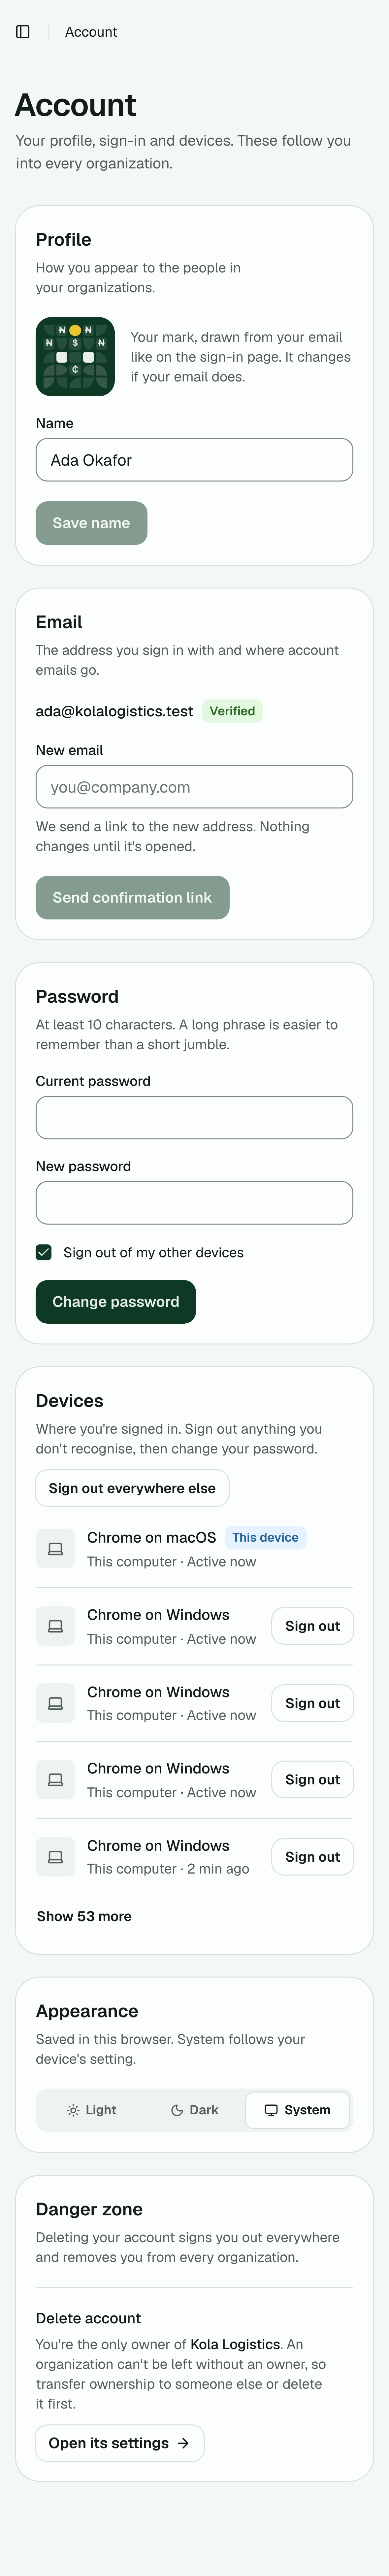 Account
Account
Your profile, sign-in and devices. These follow you
into every organization.
Profile
How you appear to the people in
your organizations.
N N
N $ N
₵
Your mark, drawn from your email
like on the sign-in page. It changes
if your email does.
Name
Ada Okafor
Save name
Email
The address you sign in with and where account
emails go.
ada@kolalogistics.test Verified
New email
you@company.com
We send a link to the new address. Nothing
changes until it's opened.
Send confirmation link
Password
At least 10 characters. A long phrase is easier to
remember than a short jumble.
Current password
New password
Sign out of my other devices
Change password
Devices
Where you're signed in. Sign out anything you
don't recognise, then change your password.
Sign out everywhere else
Chrome on macOS This device
This computer · Active now
Chrome on Windows
This computer · Active now
Sign out
Chrome on Windows
This computer · Active now
Sign out
Chrome on Windows
This computer · Active now
Sign out
Chrome on Windows
This computer · 2 min ago
Sign out
Show 53 more
Appearance
Saved in this browser. System follows your
device's setting.
Light Dark System
Danger zone
Deleting your account signs you out everywhere
and removes you from every organization.
Delete account
You're the only owner of Kola Logistics. An
organization can't be left without an owner, so
transfer ownership to someone else or delete
it first.
Open its settings →